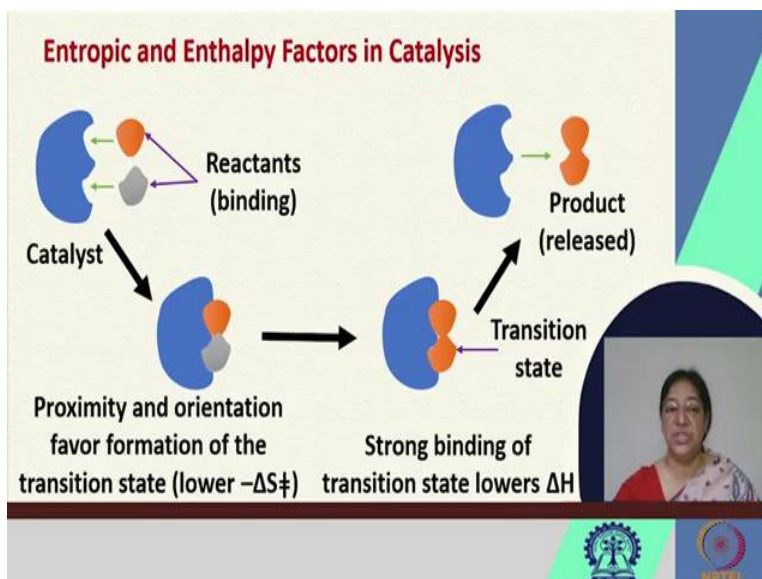 Entropic and Enthalpy Factors in Catalysis
Reactants
(binding)
Catalyst
Product
(released)
Transition
state
Proximity and orientation
favor formation of the
transition state (lower –ΔS‡)
Strong binding of
transition state lowers ΔH
NPTEL